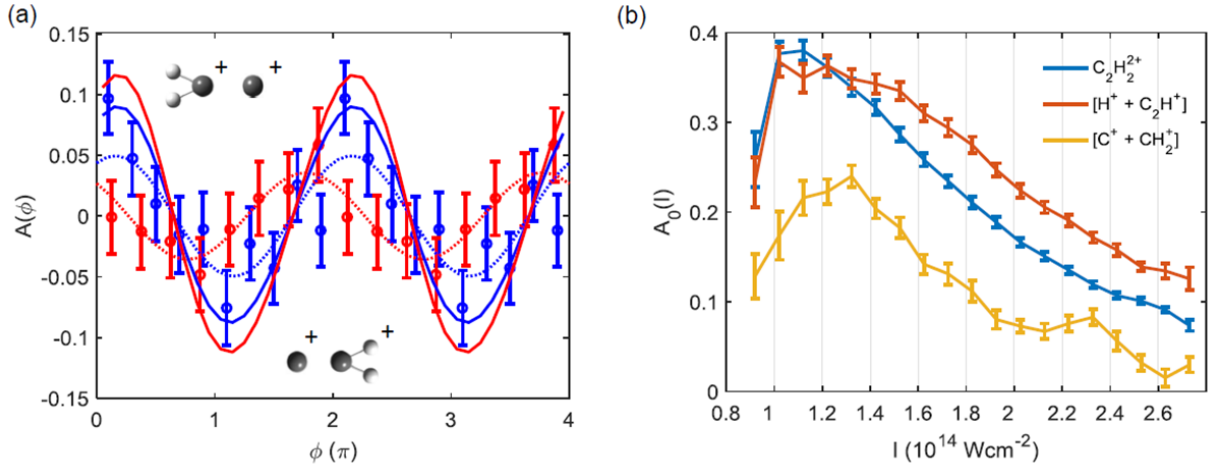 (a)
0.15
0.1
0.05
0
-0.05
-0.1
-0.15
A(ϕ)
+ +
+ +
0 1 2 3 4
ϕ (π)
(b)
0.4
0.3
0.2
0.1
0
A₀(I)
C₂H₂²⁺
[H⁺ + C₂H⁺]
[C⁺ + CH₂⁺]
0.8 1 1.2 1.4 1.6 1.8 2 2.2 2.4 2.6
I (10¹⁴ Wcm⁻²)